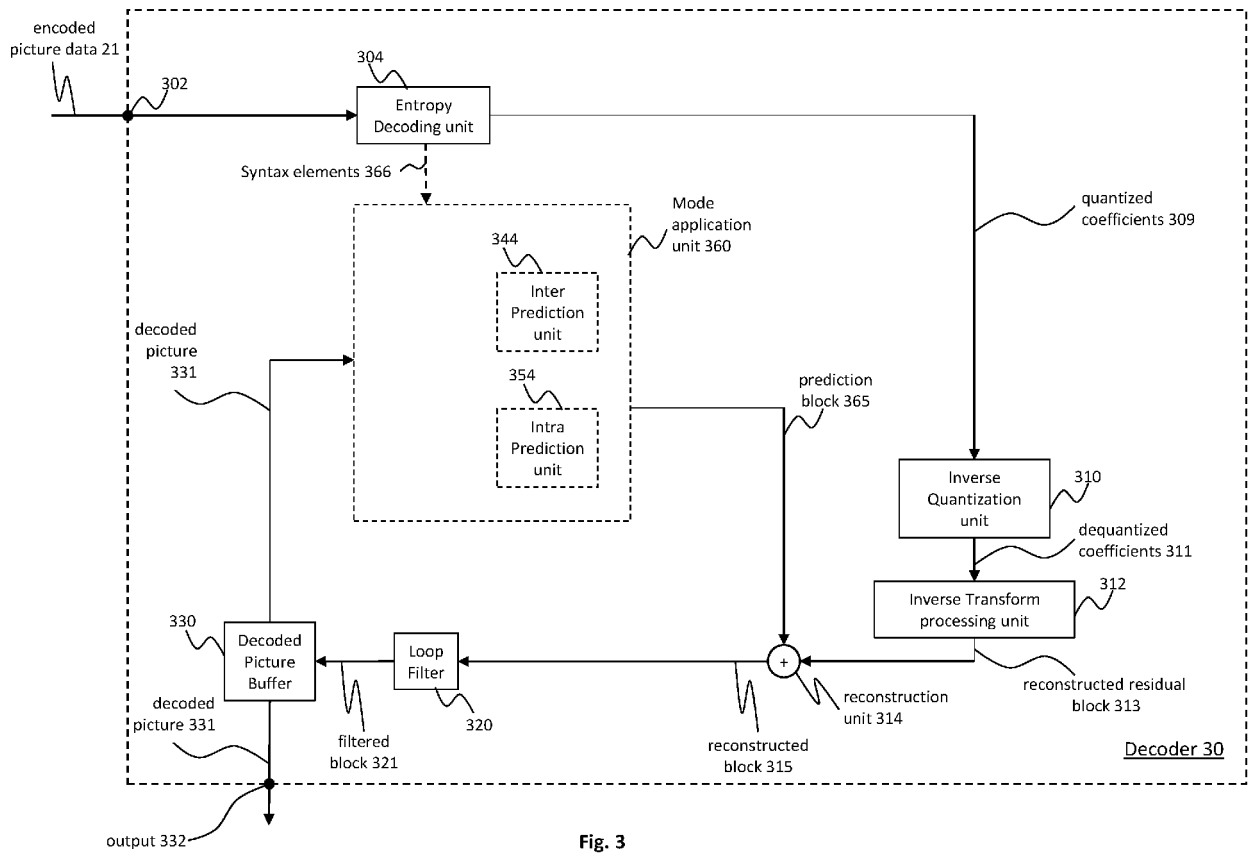 encoded
picture data 21
302
304
Entropy
Decoding unit
Syntax elements 366
Mode
application
unit 360
quantized
coefficients 309
344
Inter
Prediction
unit
decoded
picture
331
354
Intra
Prediction
unit
prediction
block 365
Inverse
Quantization
unit
310
dequantized
coefficients 311
Inverse Transform
processing unit
312
330
Decoded
Picture
Buffer
Loop
Filter
320
+
reconstruction
unit 314
reconstructed residual
block 313
decoded
picture 331
filtered
block 321
reconstructed
block 315
Decoder 30
output 332
Fig. 3